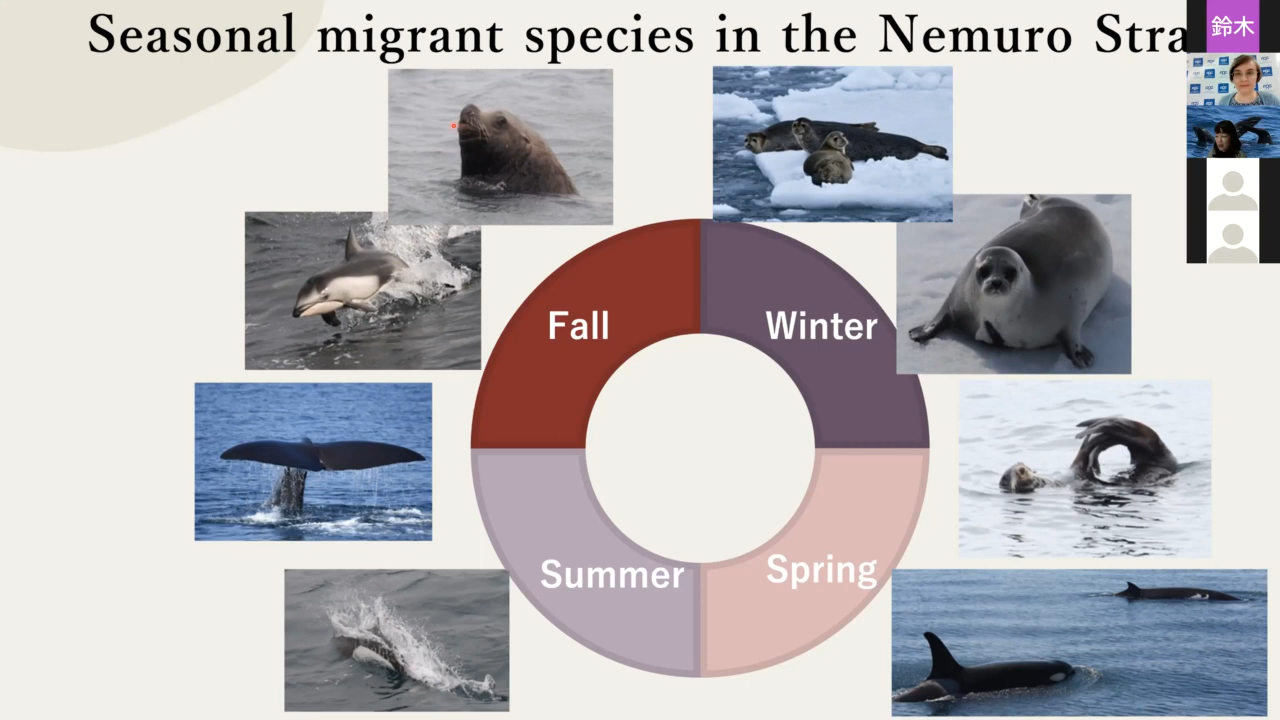 Seasonal migrant species in the Nemuro Stra
鈴木
Fall
Winter
Summer
Spring